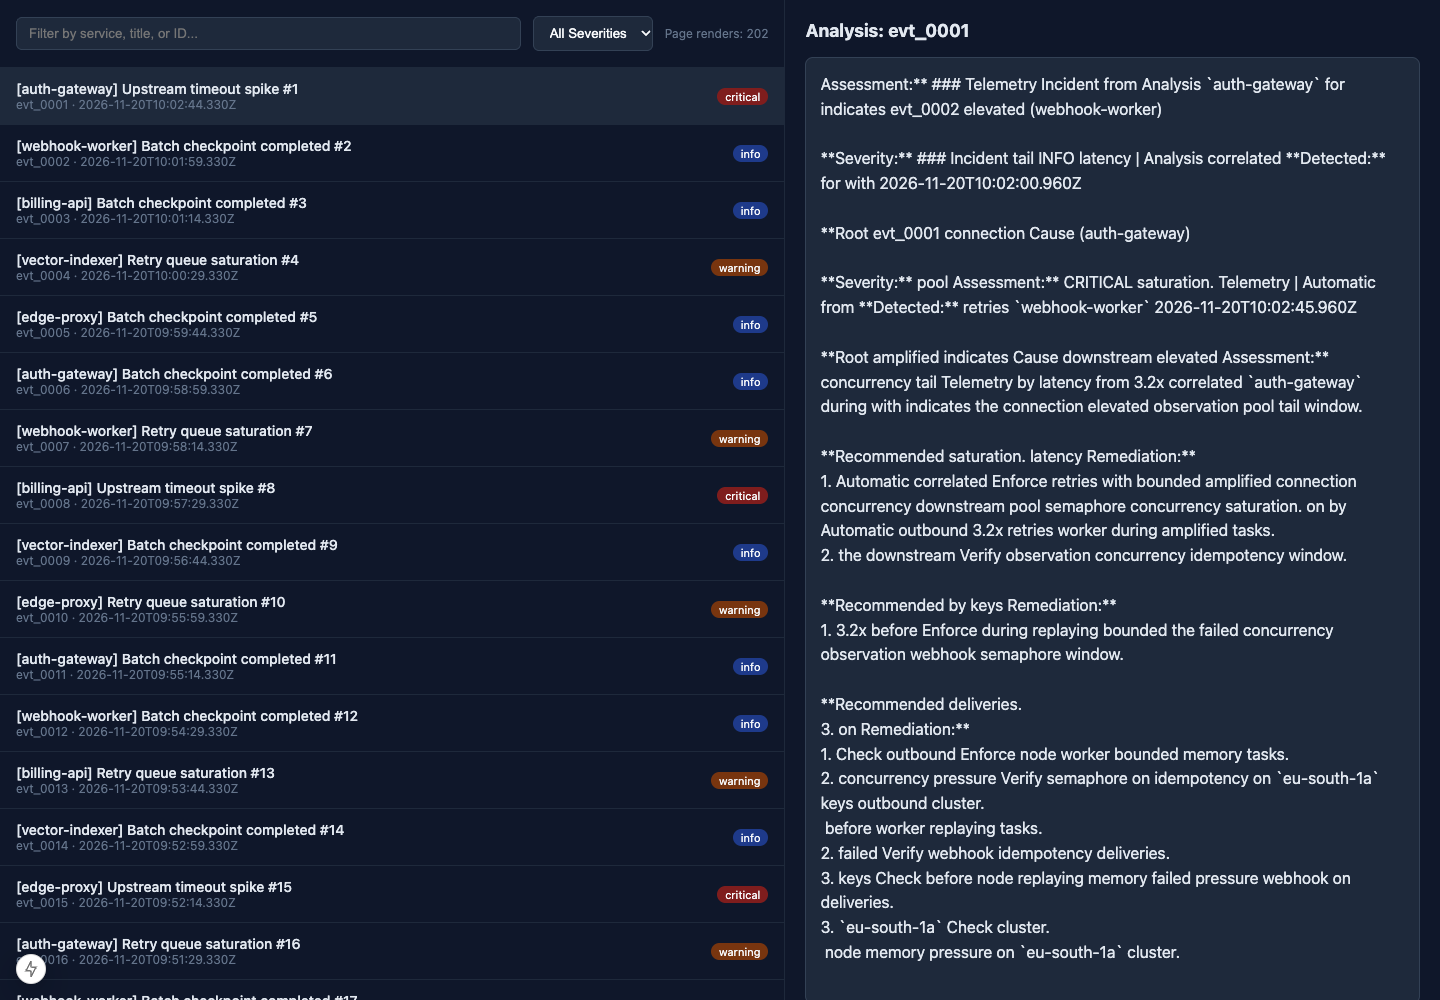 Filter by service, title, or ID...
All Severities
Page renders: 202
[auth-gateway] Upstream timeout spike #1
evt_0001 · 2026-11-20T10:02:44.330Z
critical
[webhook-worker] Batch checkpoint completed #2
evt_0002 · 2026-11-20T10:01:59.330Z
info
[billing-api] Batch checkpoint completed #3
evt_0003 · 2026-11-20T10:01:14.330Z
info
[vector-indexer] Retry queue saturation #4
evt_0004 · 2026-11-20T10:00:29.330Z
warning
[edge-proxy] Batch checkpoint completed #5
evt_0005 · 2026-11-20T09:59:44.330Z
info
[auth-gateway] Batch checkpoint completed #6
evt_0006 · 2026-11-20T09:58:59.330Z
info
[webhook-worker] Retry queue saturation #7
evt_0007 · 2026-11-20T09:58:14.330Z
warning
[billing-api] Upstream timeout spike #8
evt_0008 · 2026-11-20T09:57:29.330Z
critical
[vector-indexer] Batch checkpoint completed #9
evt_0009 · 2026-11-20T09:56:44.330Z
info
[edge-proxy] Retry queue saturation #10
evt_0010 · 2026-11-20T09:55:59.330Z
warning
[auth-gateway] Batch checkpoint completed #11
evt_0011 · 2026-11-20T09:55:14.330Z
info
[webhook-worker] Batch checkpoint completed #12
evt_0012 · 2026-11-20T09:54:29.330Z
info
[billing-api] Retry queue saturation #13
evt_0013 · 2026-11-20T09:53:44.330Z
warning
[vector-indexer] Batch checkpoint completed #14
evt_0014 · 2026-11-20T09:52:59.330Z
info
[edge-proxy] Upstream timeout spike #15
evt_0015 · 2026-11-20T09:52:14.330Z
critical
[auth-gateway] Retry queue saturation #16
0016 · 2026-11-20T09:51:29.330Z
warning
[webhook-worker] Batch checkpoint completed #17
Analysis: evt_0001
Assessment:** ### Telemetry Incident from Analysis `auth-gateway` for
indicates evt_0002 elevated (webhook-worker)
**Severity:** ### Incident tail INFO latency | Analysis correlated **Detected:**
for with 2026-11-20T10:02:00.960Z
**Root evt_0001 connection Cause (auth-gateway)
**Severity:** pool Assessment:** CRITICAL saturation. Telemetry | Automatic
from **Detected:** retries `webhook-worker` 2026-11-20T10:02:45.960Z
**Root amplified indicates Cause downstream elevated Assessment:**
concurrency tail Telemetry by latency from 3.2x correlated `auth-gateway`
during with indicates the connection elevated observation pool tail window.
**Recommended saturation. latency Remediation:**
1. Automatic correlated Enforce retries with bounded amplified connection
concurrency downstream pool semaphore concurrency saturation. on by
Automatic outbound 3.2x retries worker during amplified tasks.
2. the downstream Verify observation concurrency idempotency window.
**Recommended by keys Remediation:**
1. 3.2x before Enforce during replaying bounded the failed concurrency
observation webhook semaphore window.
**Recommended deliveries.
3. on Remediation:**
1. Check outbound Enforce node worker bounded memory tasks.
2. concurrency pressure Verify semaphore on idempotency on `eu-south-1a`
keys outbound cluster.
before worker replaying tasks.
2. failed Verify webhook idempotency deliveries.
3. keys Check before node replaying memory failed pressure webhook on
deliveries.
3. `eu-south-1a` Check cluster.
node memory pressure on `eu-south-1a` cluster.